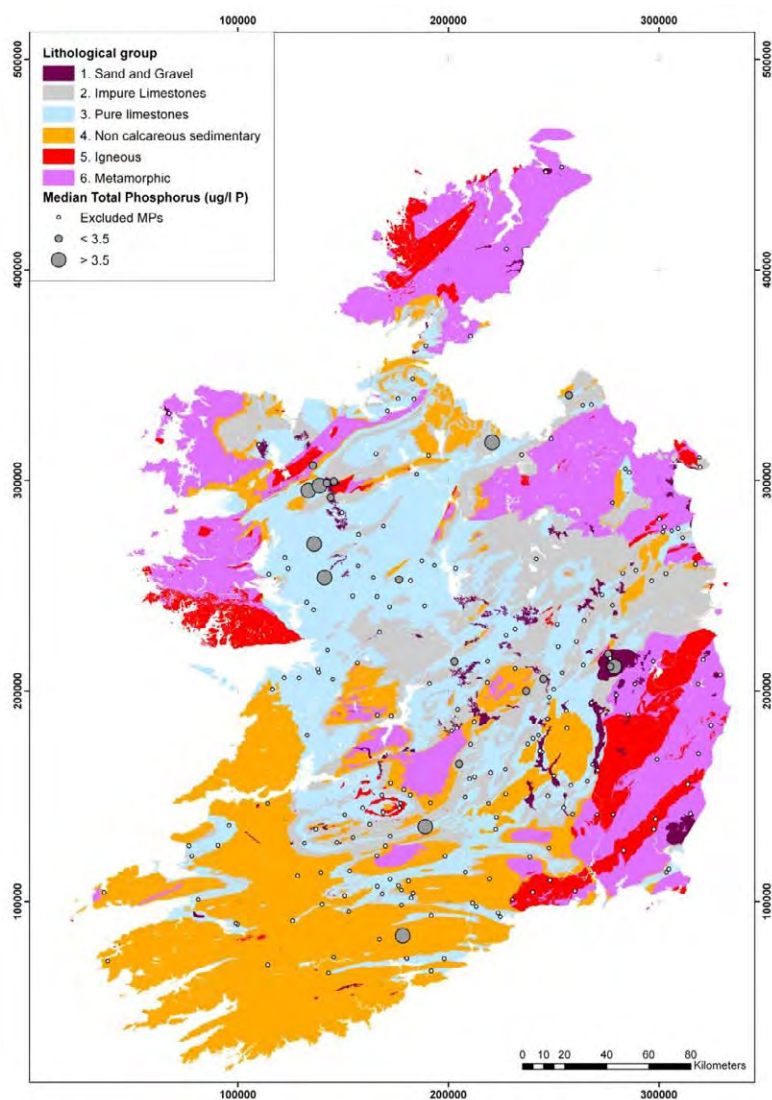 100000 200000 300000
Lithological group
1. Sand and Gravel
2. Impure Limestones
3. Pure limestones
4. Non calcareous sedimentary
5. Igneous
6. Metamorphic
Median Total Phosphorus (ug/l P)
Excluded MPs
< 3.5
> 3.5
500000 500000
400000 400000
300000 300000
200000 200000
100000 100000
0 10 20 40 60 80
Kilometers
100000 200000 300000